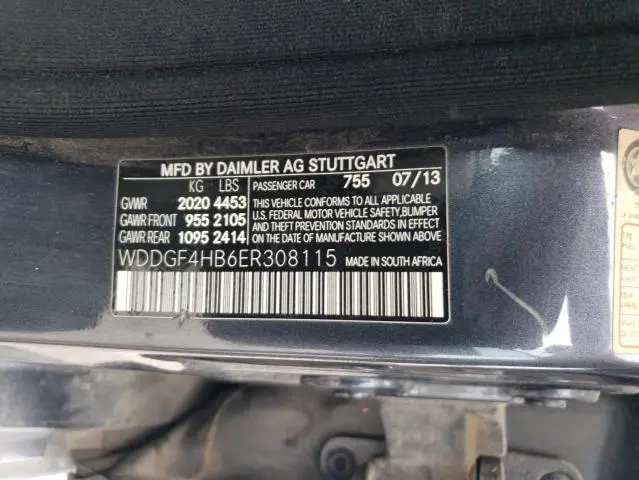 MFD BY DAIMLER AG STUTTGART
KG LBS PASSENGER CAR 755 07/13
GVWR 2020 4453 THIS VEHICLE CONFORMS TO ALL APPLICABLE
GAWR FRONT 955 2105 U.S. FEDERAL MOTOR VEHICLE SAFETY,BUMPER
AND THEFT PREVENTION STANDARDS IN EFFECT
GAWR REAR 1095 2414 ON THE DATE OF MANUFACTURE SHOWN ABOVE
WDDGF4HB6ER308115 MADE IN SOUTH AFRICA